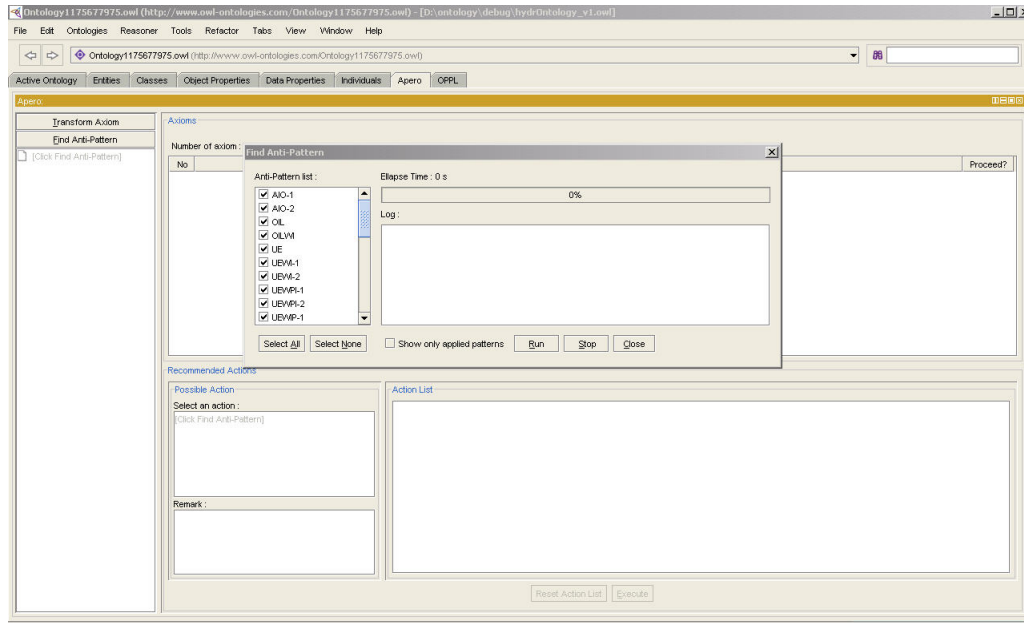 Ontology1175677975.owl (http://www.owl-ontologies.com/Ontology1175677975.owl) - [D:\ontology\debug\hydrOntology_v1.owl]
File Edit Ontologies Reasoner Tools Refactor Tabs View Window Help
Ontology1175677975.owl (http://www.owl-ontologies.com/Ontology1175677975.owl)
Active Ontology Entities Classes Object Properties Data Properties Individuals Apero OPPL
Apero:
Transform Axiom
Find Anti-Pattern
[Click Find Anti-Pattern]
Axioms
Number of axiom :
No Proceed?
Find Anti-Pattern
Anti-Pattern list :
AIO-1
AIO-2
OIL
OILWI
UE
UEWI-1
UEWI-2
UEWPI-1
UEWPI-2
UEWIP-1
Select All Select None
Ellapse Time : 0 s
0%
Log :
Show only applied patterns Run Stop Close
Recommended Actions
Possible Action
Select an action :
[Click Find Anti-Pattern]
Remark :
Action List
Reset Action List Execute